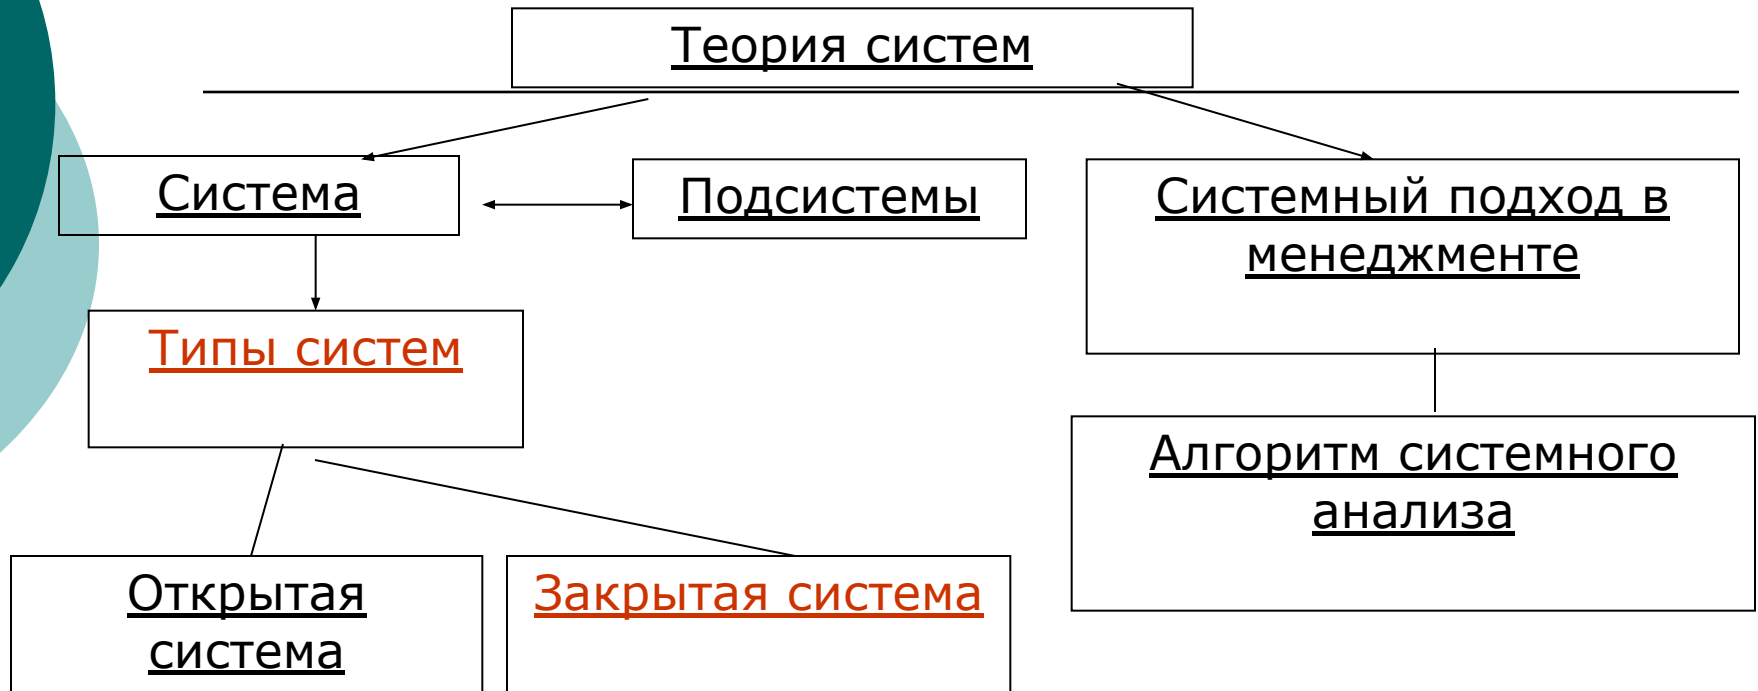 Теория систем
Система
Подсистемы
Системный подход в
менеджменте
Типы систем
Алгоритм системного
анализа
Открытая
система
Закрытая система